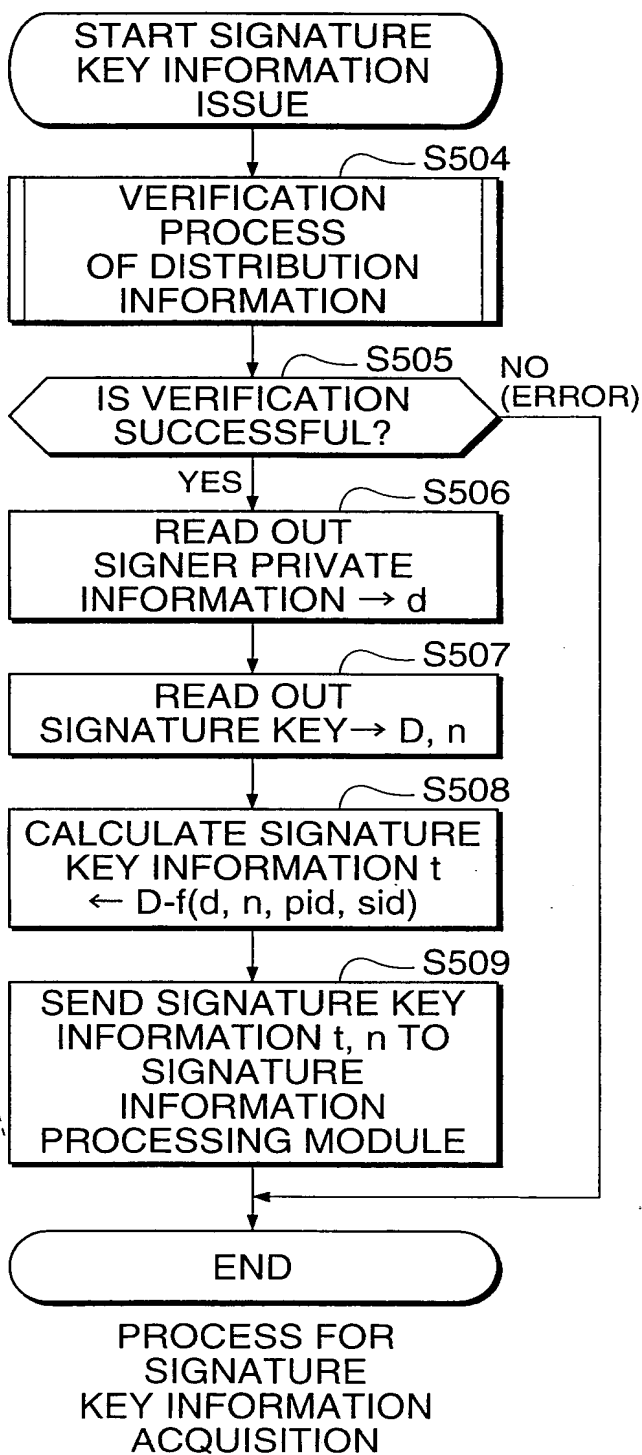 START SIGNATURE
KEY INFORMATION
ISSUE
S504
VERIFICATION
PROCESS
OF DISTRIBUTION
INFORMATION
S505
IS VERIFICATION
SUCCESSFUL?
NO
(ERROR)
YES
S506
READ OUT
SIGNER PRIVATE
INFORMATION → d
S507
READ OUT
SIGNATURE KEY→ D, n
S508
CALCULATE SIGNATURE
KEY INFORMATION t
← D-f(d, n, pid, sid)
S509
SEND SIGNATURE KEY
INFORMATION t, n TO
SIGNATURE
INFORMATION
PROCESSING MODULE
END
PROCESS FOR
SIGNATURE
KEY INFORMATION
ACQUISITION